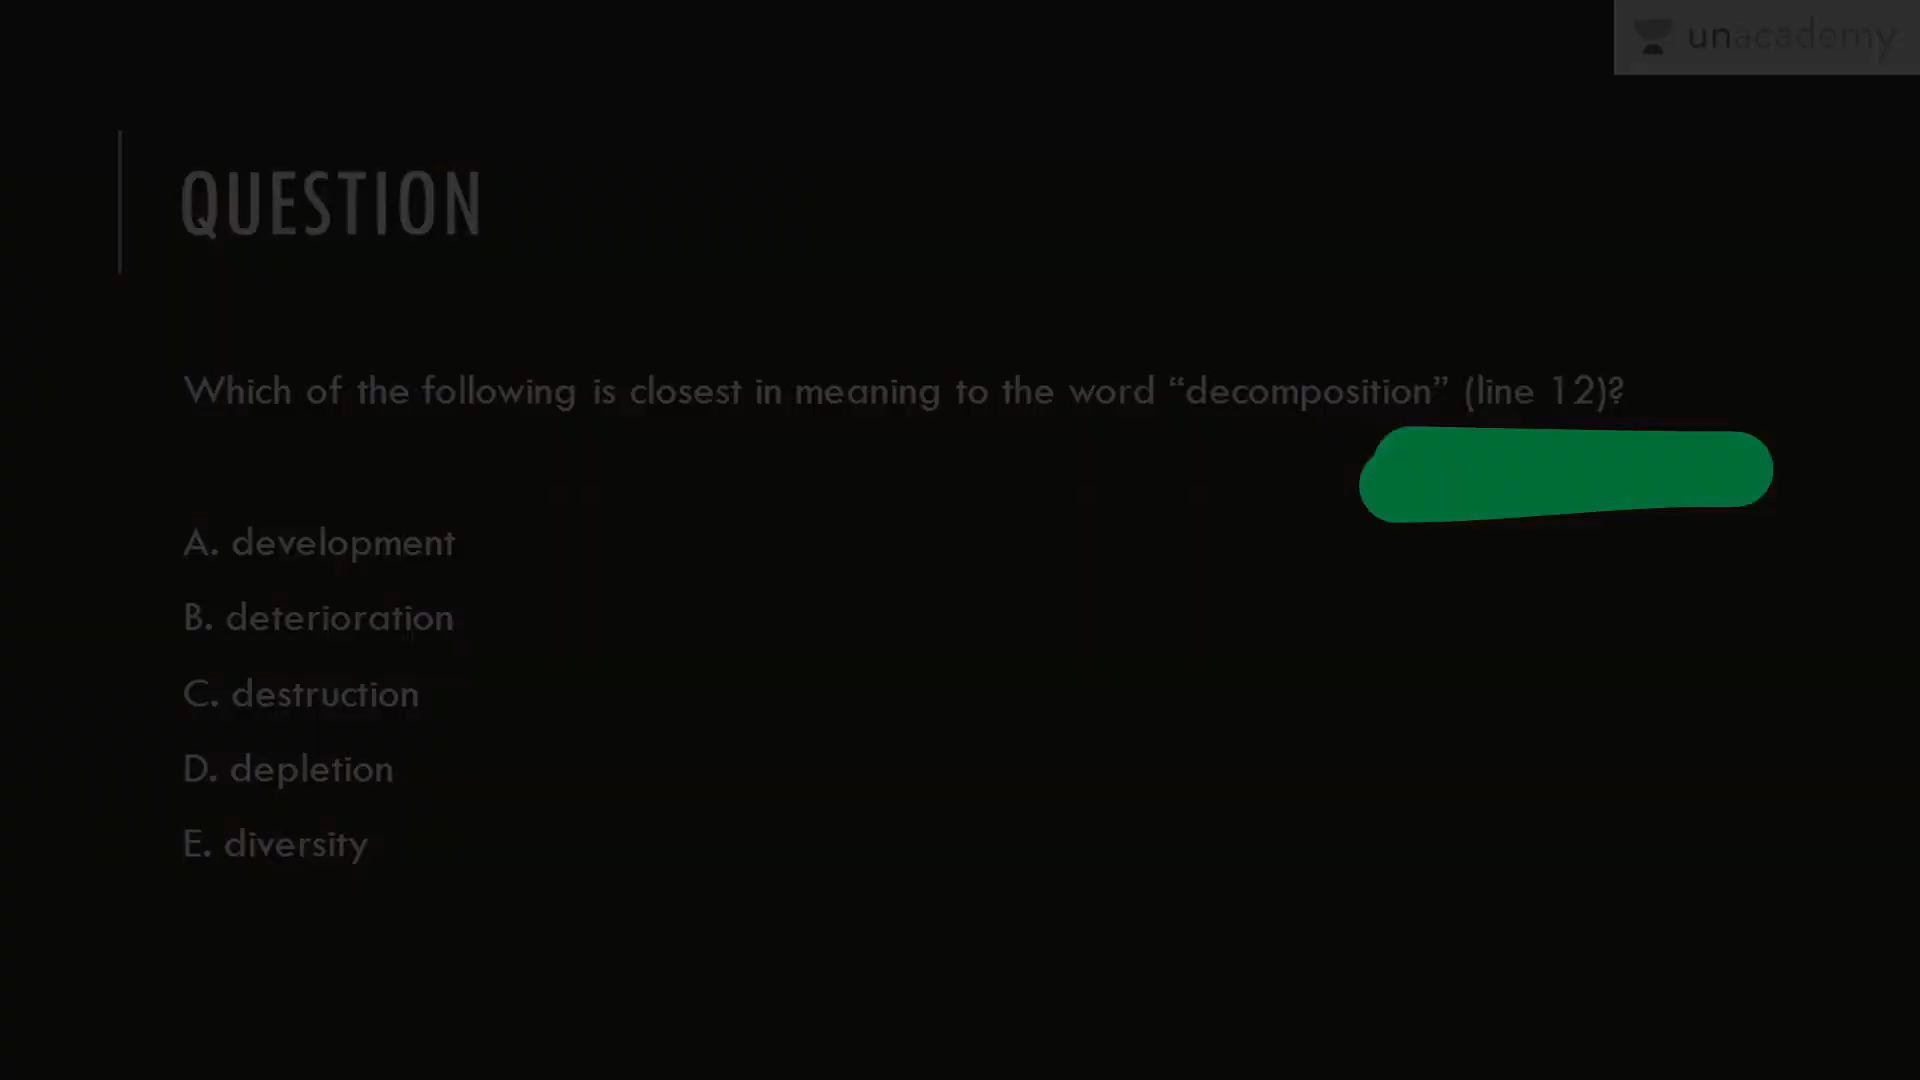 unacademy
QUESTION
Which of the following is closest in meaning to the word “decomposition” (line 12)?
A. development
B. deterioration
C. destruction
D. depletion
E. diversity